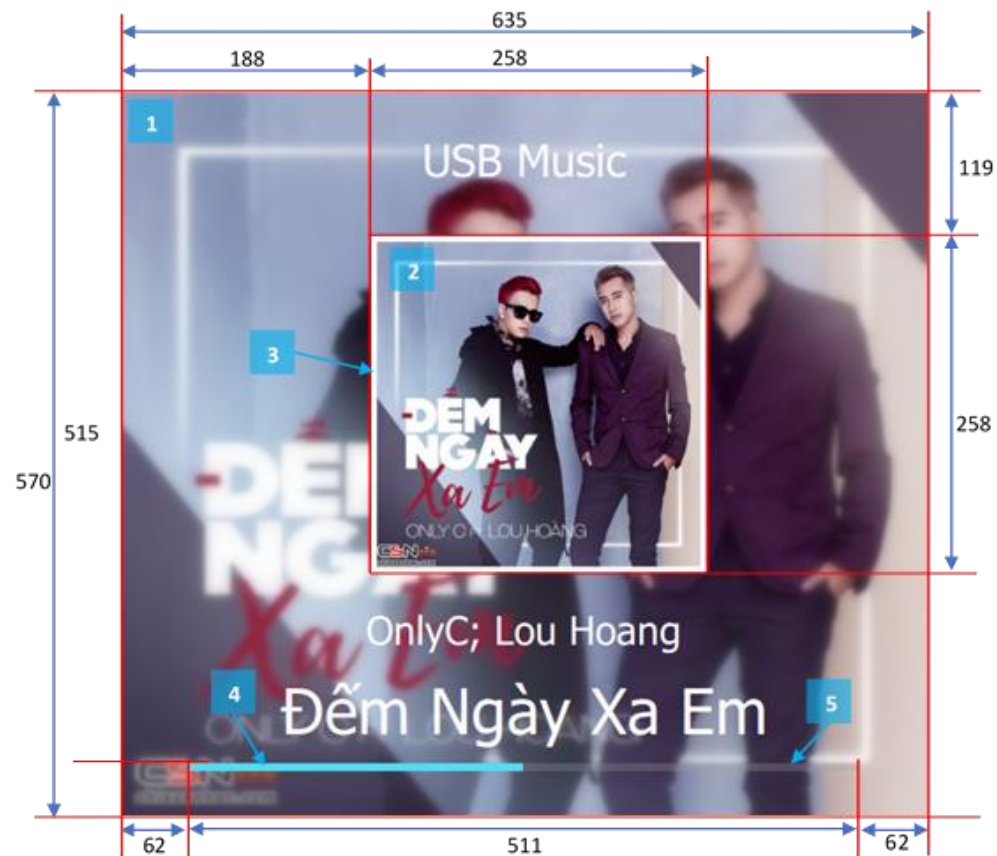 635
188
258
1
USB Music
119
2
3
ĐẾM
NGÀY
Xa Em
515
570
258
ONLY C ft LOU HOÀNG
CSN
OnlyC; Lou Hoang
4
5
Đếm Ngày Xa Em
62
511
62